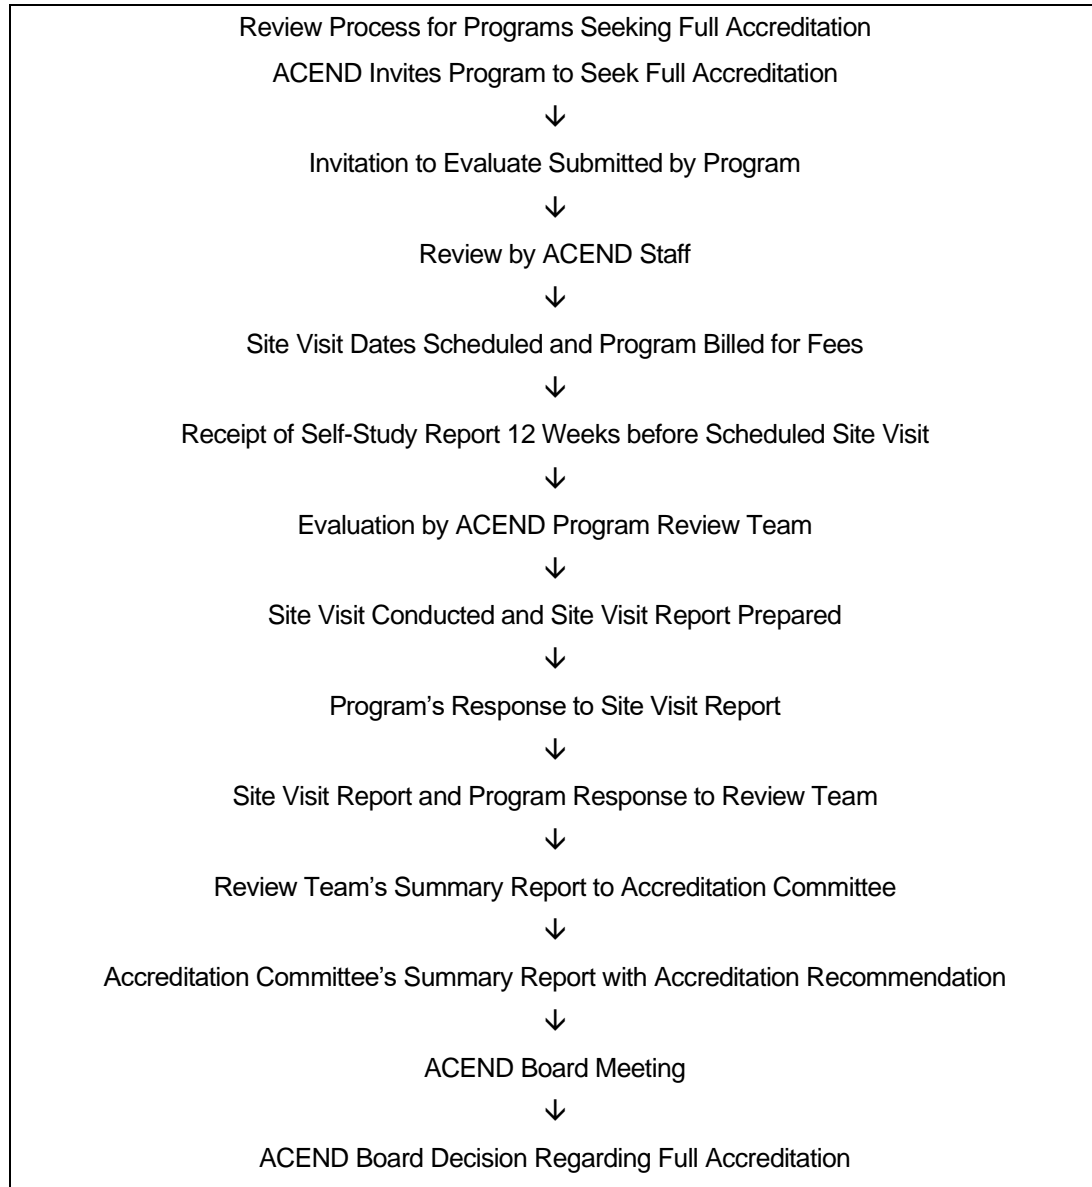 Review Process for Programs Seeking Full Accreditation
ACEND Invites Program to Seek Full Accreditation
↓
Invitation to Evaluate Submitted by Program
↓
Review by ACEND Staff
↓
Site Visit Dates Scheduled and Program Billed for Fees
↓
Receipt of Self-Study Report 12 Weeks before Scheduled Site Visit
↓
Evaluation by ACEND Program Review Team
↓
Site Visit Conducted and Site Visit Report Prepared
↓
Program’s Response to Site Visit Report
↓
Site Visit Report and Program Response to Review Team
↓
Review Team’s Summary Report to Accreditation Committee
↓
Accreditation Committee’s Summary Report with Accreditation Recommendation
↓
ACEND Board Meeting
↓
ACEND Board Decision Regarding Full Accreditation